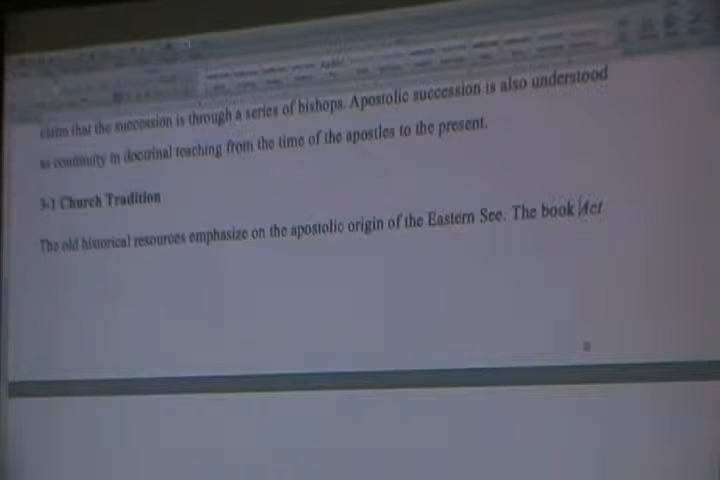 claim that the succession is through a series of bishops. Apostolic succession is also understood
as continuity in doctrinal teaching from the time of the apostles to the present.
3-1 Church Tradition
The old historical resources emphasize on the apostolic origin of the Eastern See. The book Act